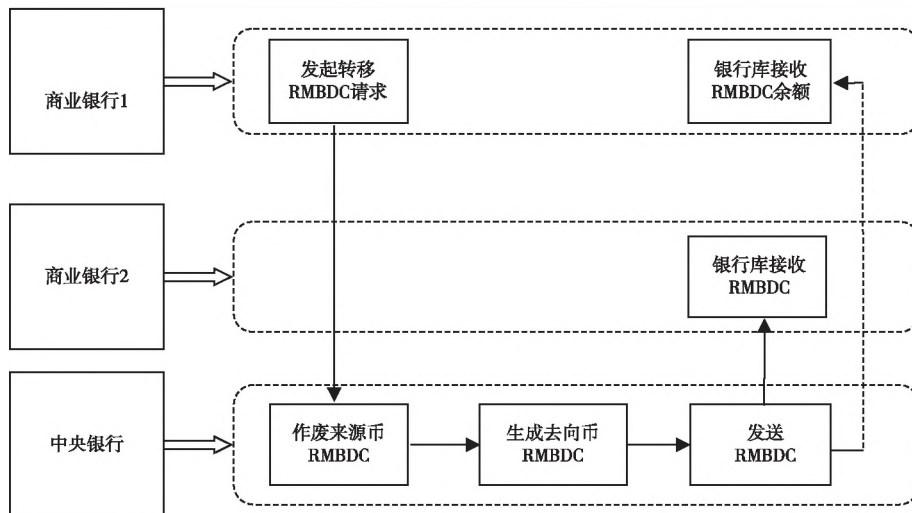 商业银行1
发起转移
RMBDC请求
银行库接收
RMBDC余额
商业银行2
银行库接收
RMBDC
中央银行
作废来源币
RMBDC
生成去向币
RMBDC
发送
RMBDC